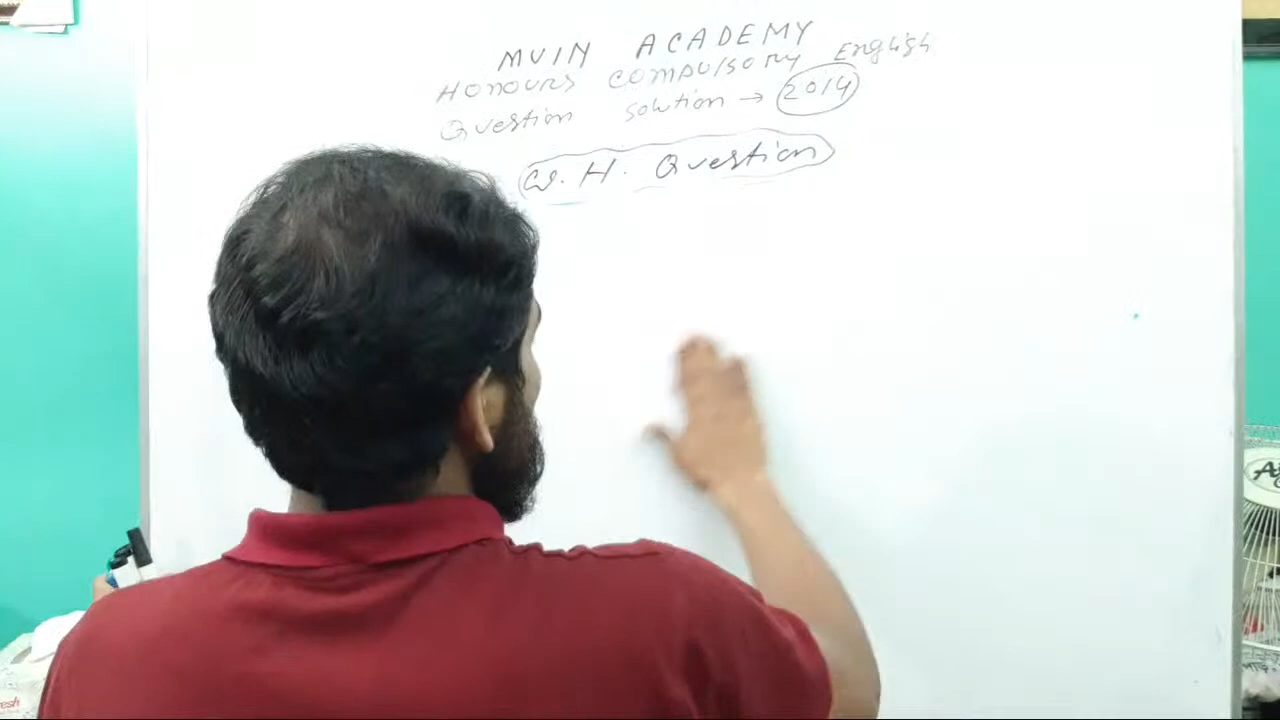 MUIN ACADEMY
HONOURS COMPULSORY English
Question solution → 2014
W. H. Question